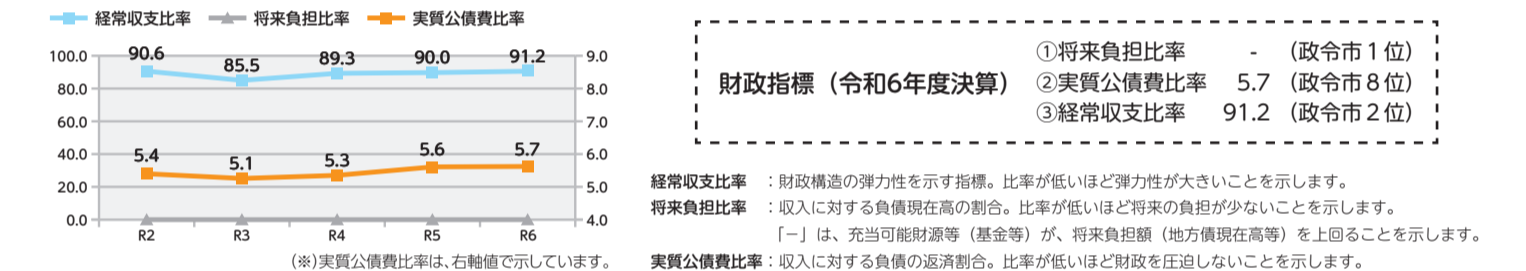 経常収支比率 将来負担比率 実質公債費比率
100.0
80.0
60.0
40.0
20.0
0.0
90.6 85.5 89.3 90.0 91.2
5.4 5.1 5.3 5.6 5.7
9.0
8.0
7.0
6.0
5.0
4.0
R2 R3 R4 R5 R6
(※)実質公債費比率は、右軸値で示しています。
財政指標（令和6年度決算）
①将来負担比率 - （政令市１位）
②実質公債費比率 5.7 （政令市８位）
③経常収支比率 91.2 （政令市２位）
経常収支比率 ：財政構造の弾力性を示す指標。比率が低いほど弾力性が大きいことを示します。
将来負担比率 ：収入に対する負債現在高の割合。比率が低いほど将来の負担が少ないことを示します。
「－」は、充当可能財源等（基金等）が、将来負担額（地方債現在高等）を上回ることを示します。
実質公債費比率：収入に対する負債の返済割合。比率が低いほど財政を圧迫しないことを示します。